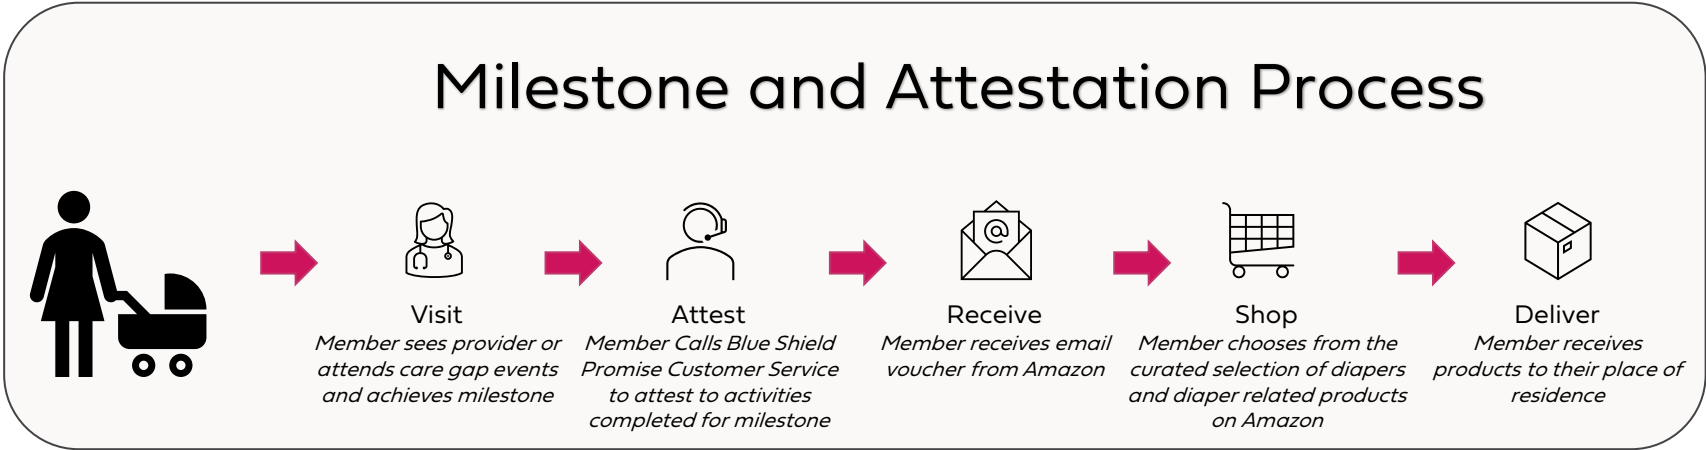 Milestone and Attestation Process
Visit
Member sees provider or
attends care gap events
and achieves milestone
Attest
Member Calls Blue Shield
Promise Customer Service
to attest to activities
completed for milestone
@
Receive
Member receives email
voucher from Amazon
Shop
Member chooses from the
curated selection of diapers
and diaper related products
on Amazon
Deliver
Member receives
products to their place of
residence